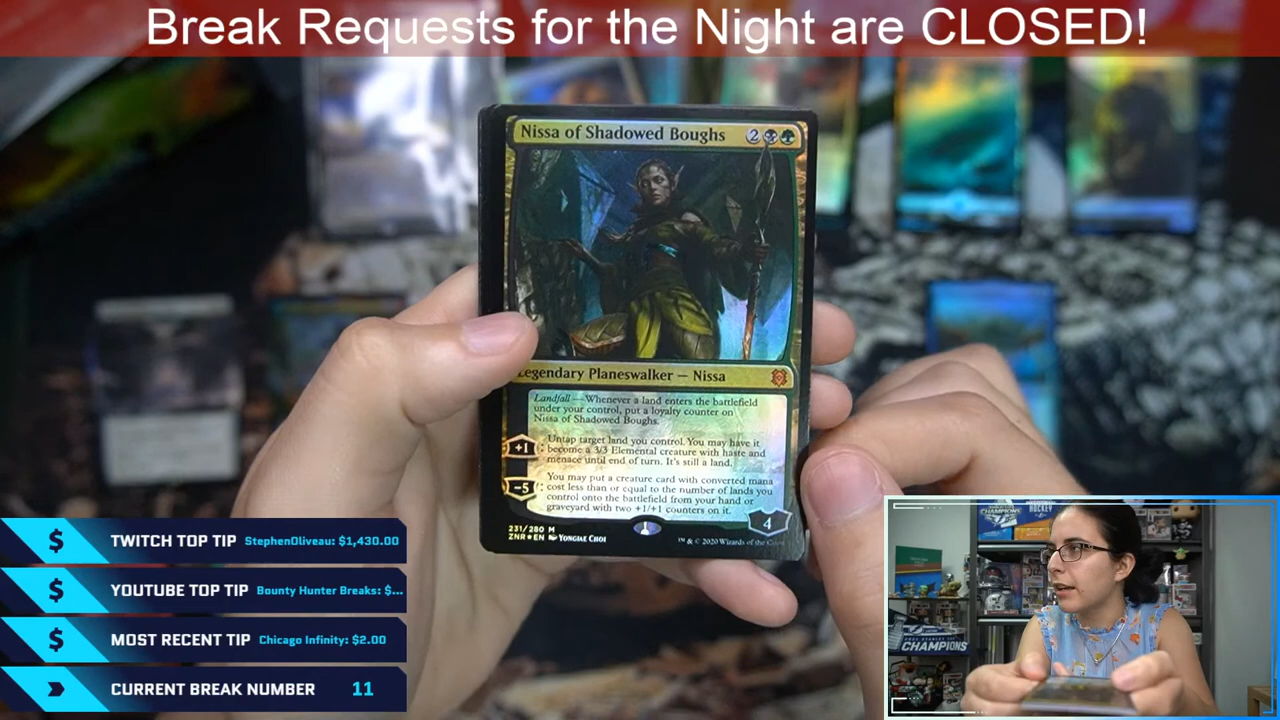 Break Requests for the Night are CLOSED!
Nissa of Shadowed Boughs 2
Legendary Planeswalker — Nissa
Landfall — Whenever a land enters the battlefield
under your control, put a loyalty counter on
Nissa of Shadowed Boughs.
+1 : Untap target land you control. You may have it
become a 3/3 Elemental creature with haste and
menace until end of turn. It's still a land.
-5 : You may put a creature card with converted mana
cost less than or equal to the number of lands you
control onto the battlefield from your hand or
graveyard with two +1/+1 counters on it.
4
231/280 M
ZNR★EN Yongjae Choi
™ & © 2020 Wizards of the Coast
$ TWITCH TOP TIP StephenOliveau: $1,430.00
$ YOUTUBE TOP TIP Bounty Hunter Breaks: $...
$ MOST RECENT TIP Chicago Infinity: $2.00
CURRENT BREAK NUMBER 11
HOCKEY
CHAMPIONS